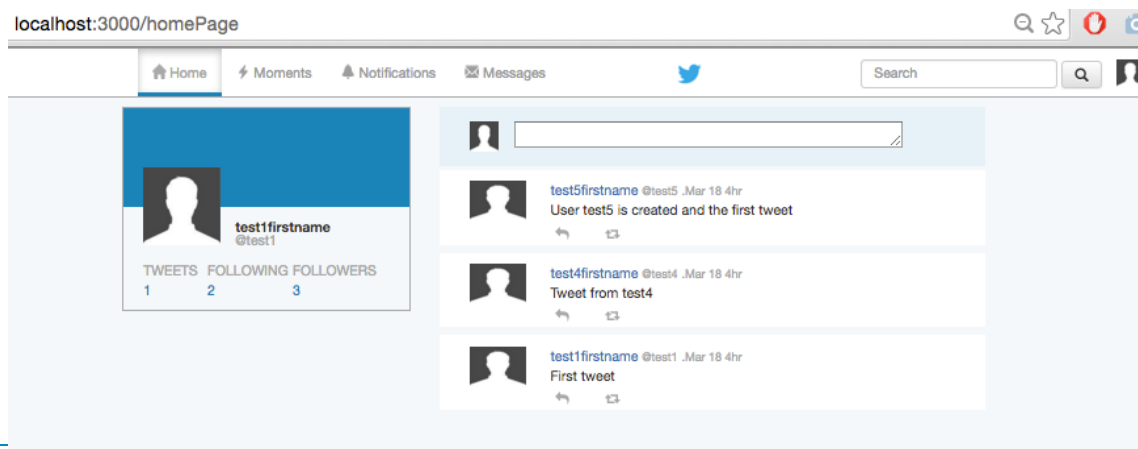 localhost:3000/homePage
Home Moments Notifications Messages Search
test1firstname
@test1
TWEETS FOLLOWING FOLLOWERS
1 2 3
test5firstname @test5 .Mar 18 4hr
User test5 is created and the first tweet
test4firstname @test4 .Mar 18 4hr
Tweet from test4
test1firstname @test1 .Mar 18 4hr
First tweet